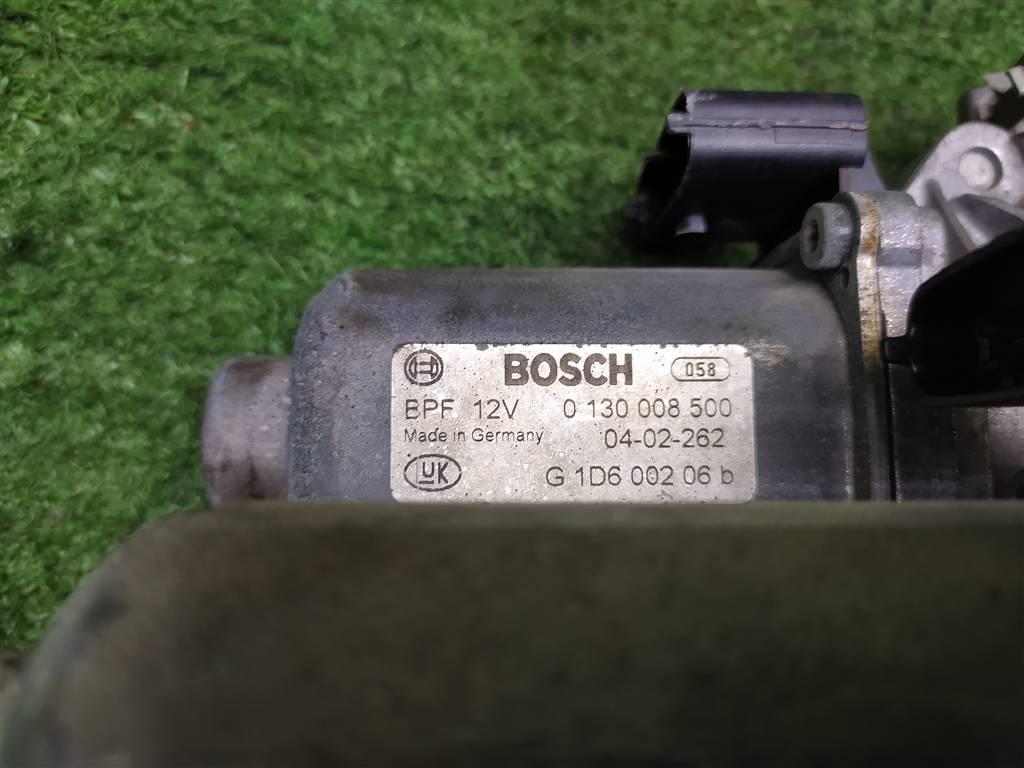 BOSCH 058
BPF 12V 0 130 008 500
Made in Germany 04-02-262
UK G 1D6 002 06 b